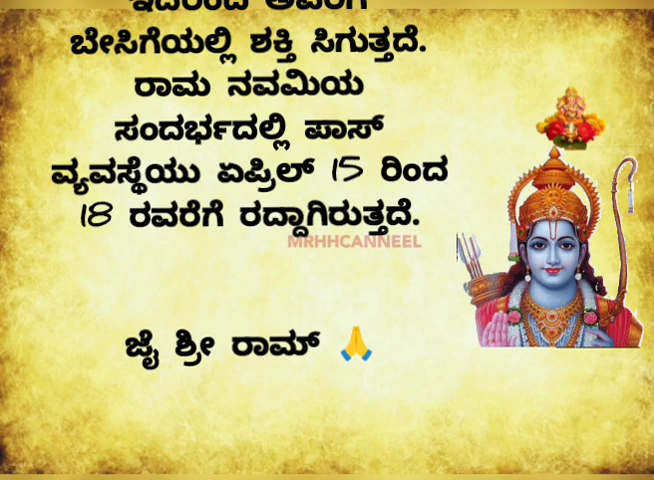 ಬೇಸಿಗೆಯಲ್ಲಿ ಶಕ್ತಿ ಸಿಗುತ್ತದೆ.
ರಾಮ ನವಮಿಯ
ಸಂದರ್ಭದಲ್ಲಿ ಪಾಸ್
ವ್ಯವಸ್ಥೆಯು ಏಪ್ರಿಲ್ 15 ರಿಂದ
18 ರವರೆಗೆ ರದ್ದಾಗಿರುತ್ತದೆ.
MRHHCANNEEL
ಜೈ ಶ್ರೀ ರಾಮ್ 🙏